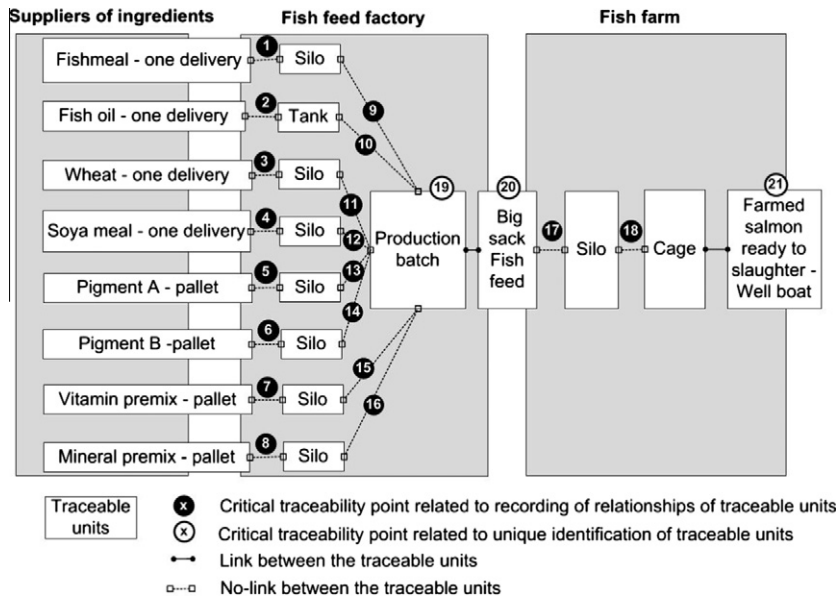 Suppliers of ingredients
Fish feed factory
Fish farm
Fishmeal - one delivery
1
Silo
9
Fish oil - one delivery
2
Tank
10
Wheat - one delivery
3
Silo
11
Soya meal - one delivery
4
Silo
12
Pigment A - pallet
5
Silo
13
Pigment B -pallet
6
Silo
14
Vitamin premix - pallet
7
Silo
15
Mineral premix - pallet
8
Silo
16
19
Production
batch
20
Big
sack
Fish
feed
17
Silo
18
Cage
21
Farmed
salmon
ready to
slaughter -
Well boat
Traceable
units
x Critical traceability point related to recording of relationships of traceable units
x Critical traceability point related to unique identification of traceable units
Link between the traceable units
No-link between the traceable units